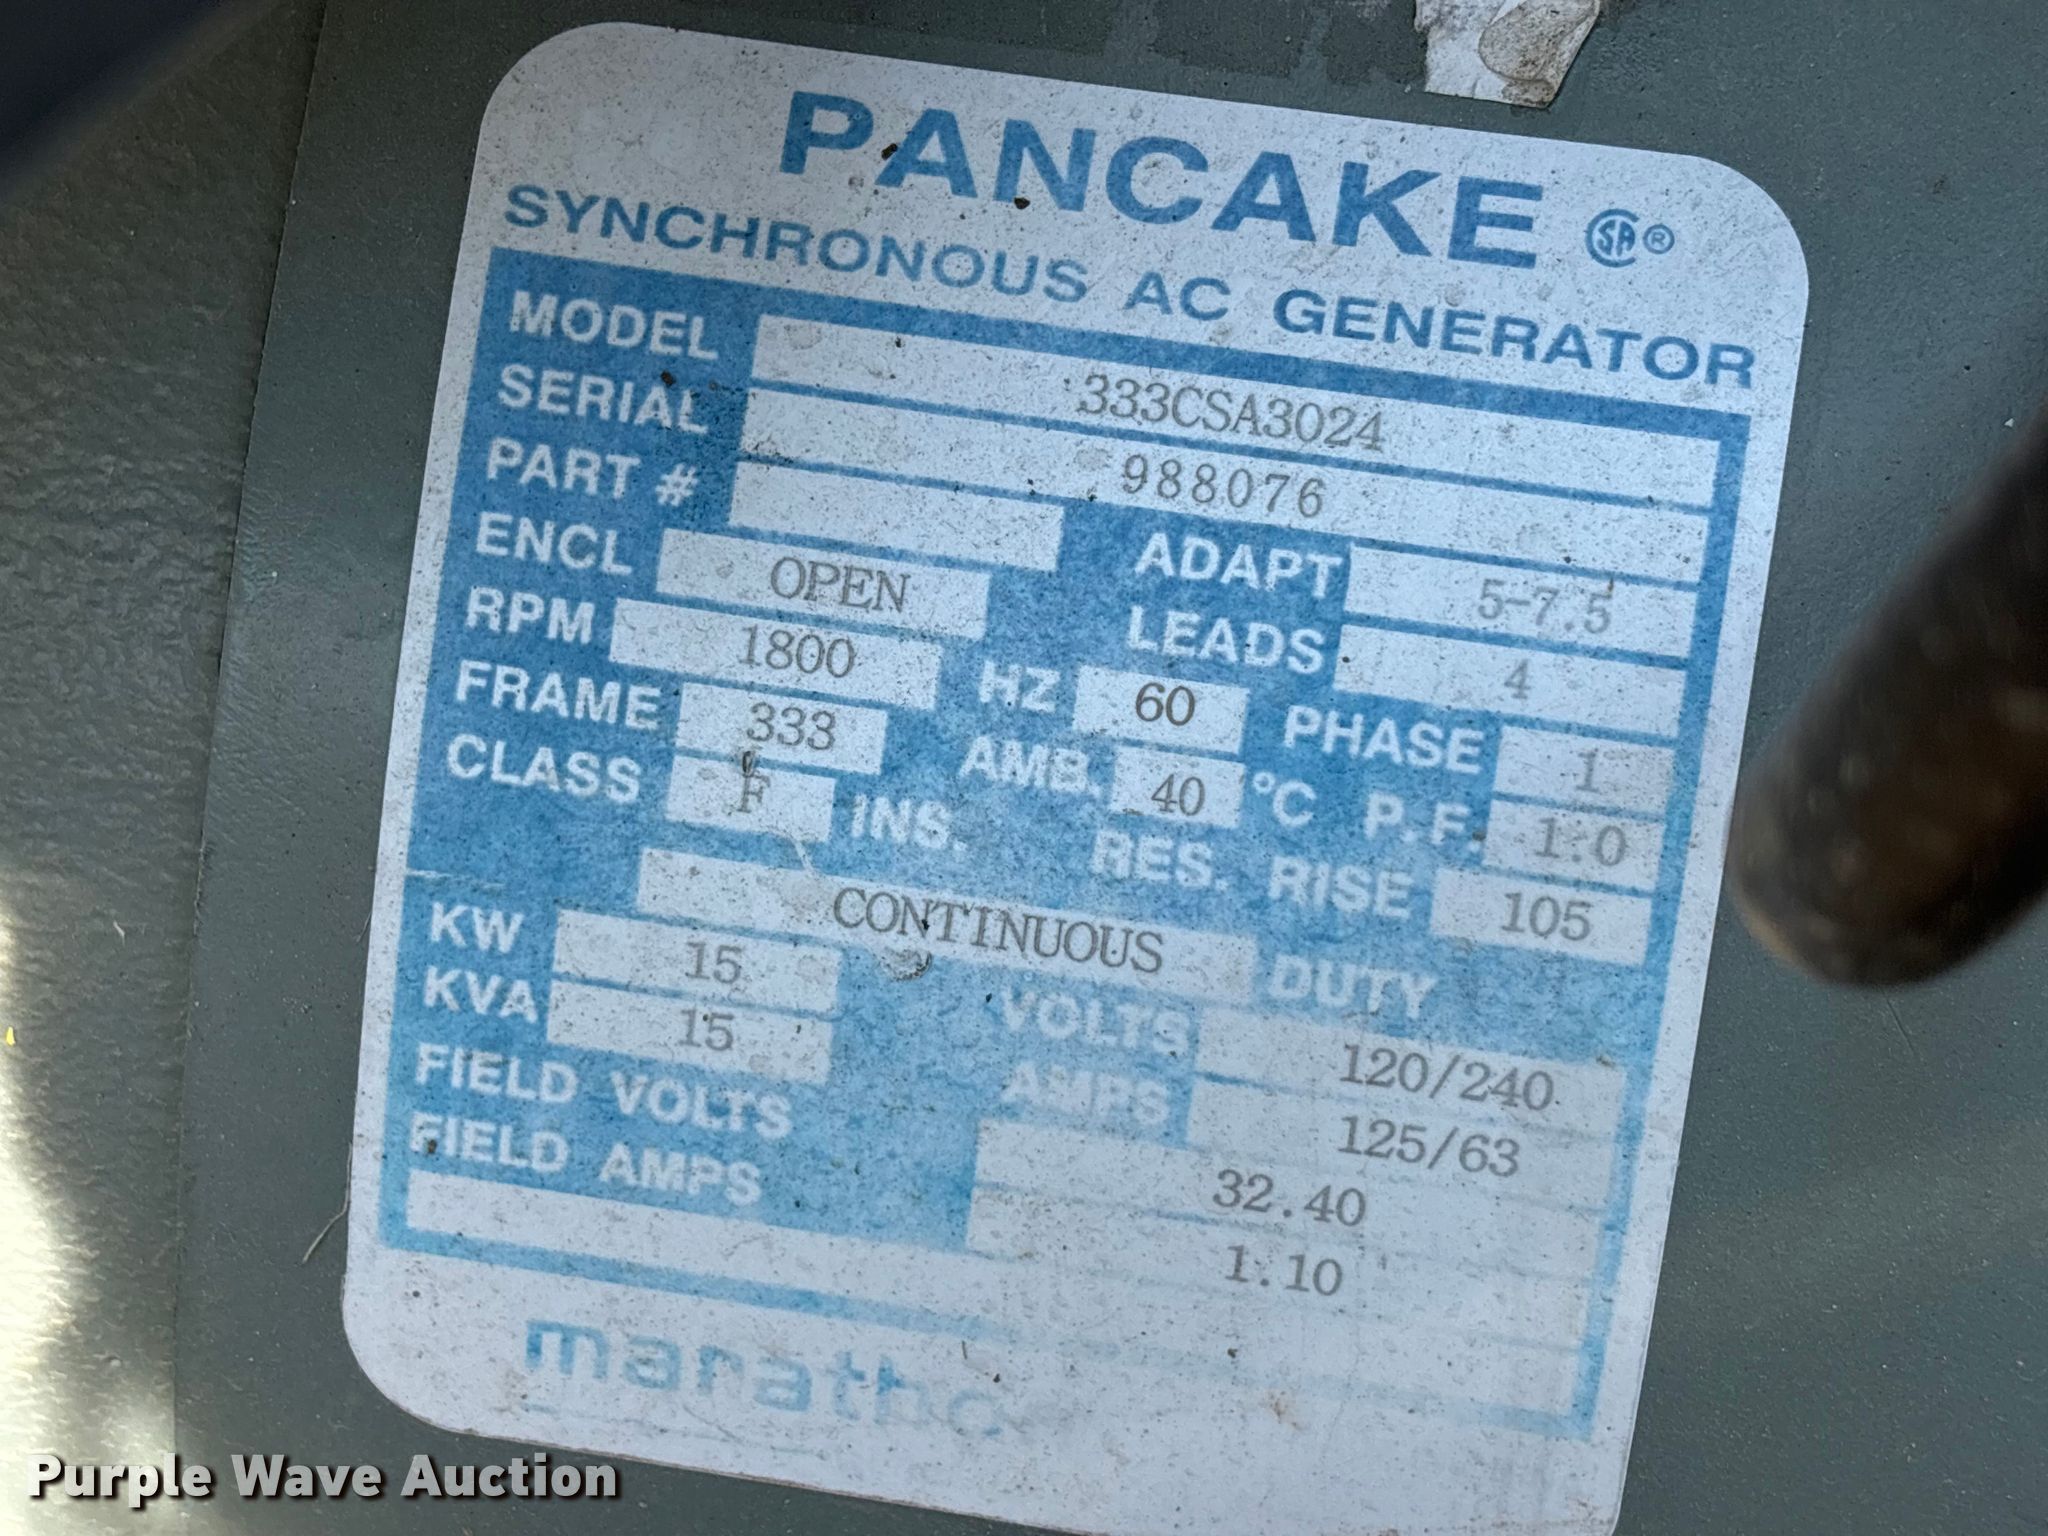 PANCAKE SA®
SYNCHRONOUS AC GENERATOR
MODEL 333CSA3024
SERIAL 988076
PART # ADAPT 5-7.5
ENCL OPEN LEADS 4
RPM 1800 HZ 60 PHASE 1
FRAME 333 AMB. 40 °C P.F. 1.0
CLASS F INS. RES. RISE 105
CONTINUOUS DUTY
KW 15 VOLTS 120/240
KVA 15 AMPS 125/63
FIELD VOLTS 32.40
FIELD AMPS 1.10
maratho
Purple Wave Auction